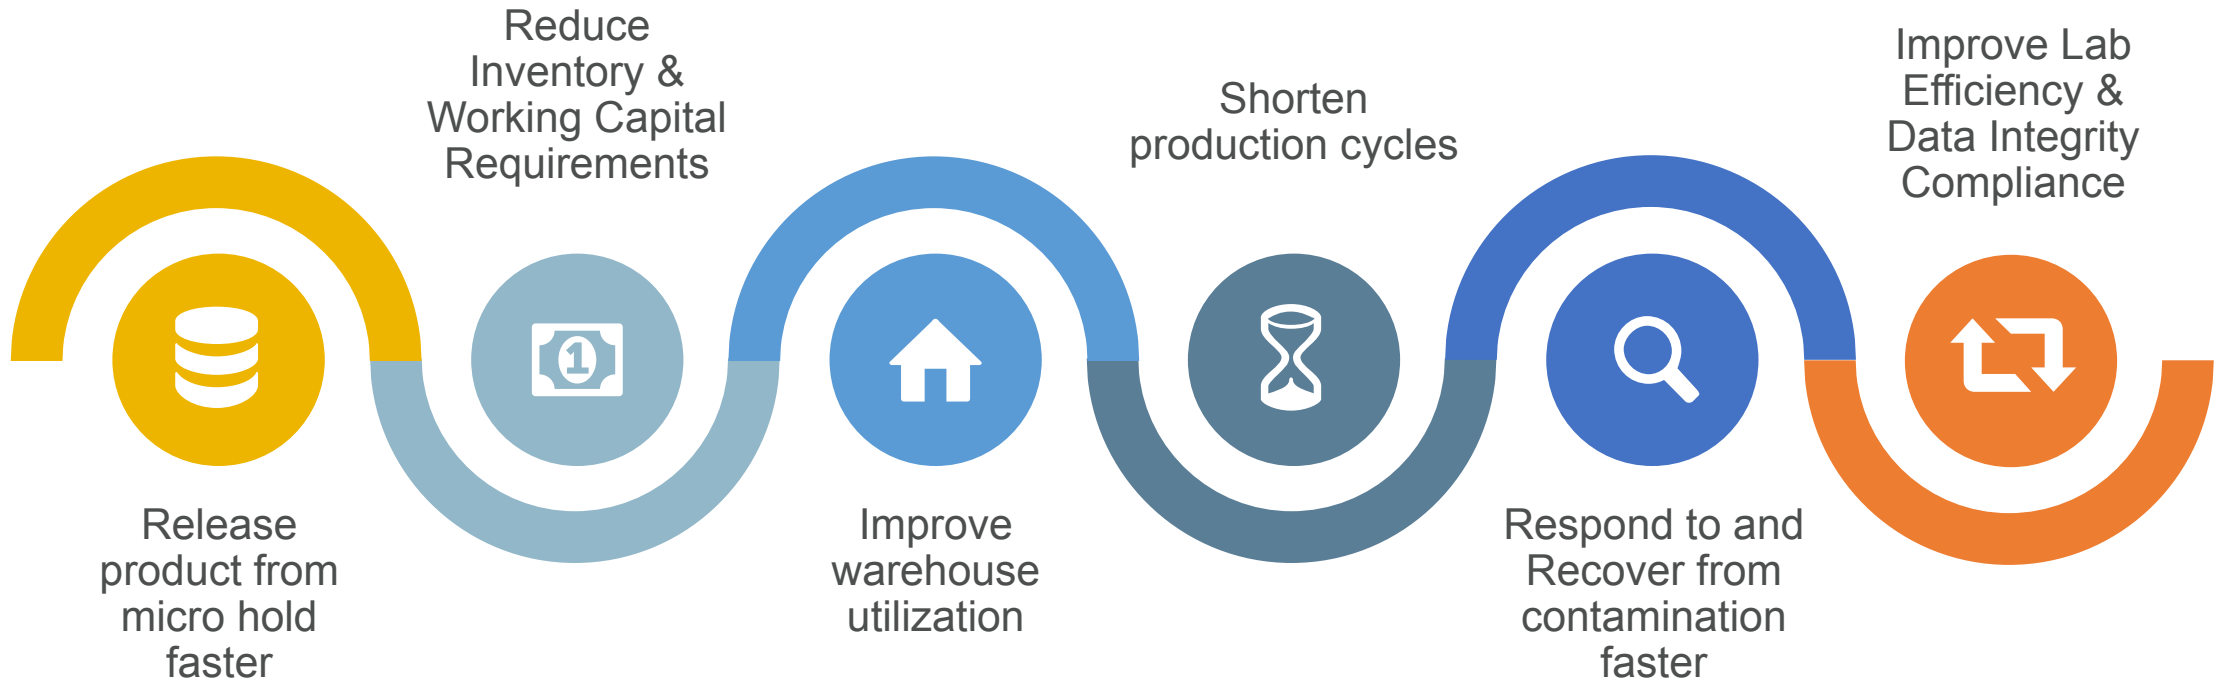 Reduce
Inventory &
Working Capital
Requirements
Shorten
production cycles
Improve Lab
Efficiency &
Data Integrity
Compliance
1
Release
product from
micro hold
faster
Improve
warehouse
utilization
Respond to and
Recover from
contamination
faster